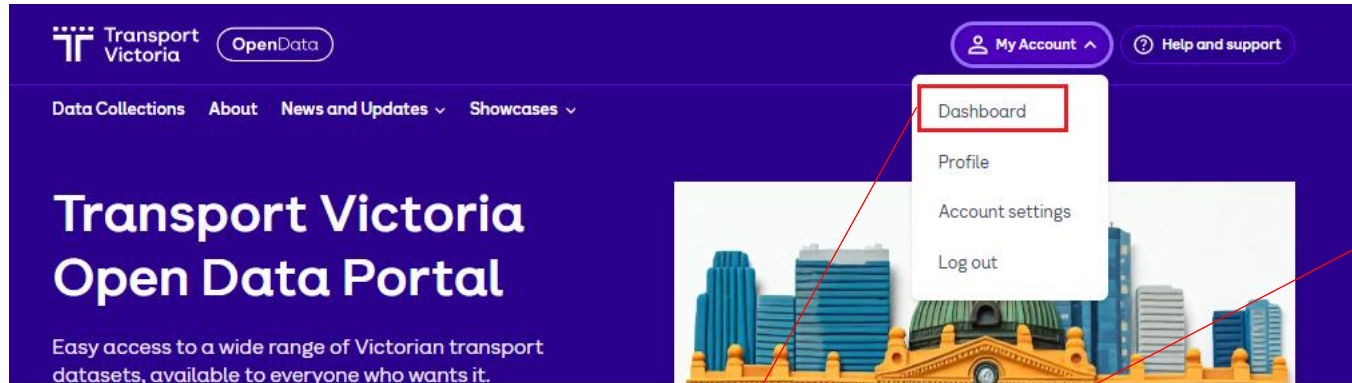 Transport
Victoria
OpenData
My Account
Help and support
Data Collections About News and Updates Showcases
Dashboard
Profile
Account settings
Log out
Transport Victoria
Open Data Portal
Easy access to a wide range of Victorian transport
datasets, available to everyone who wants it.